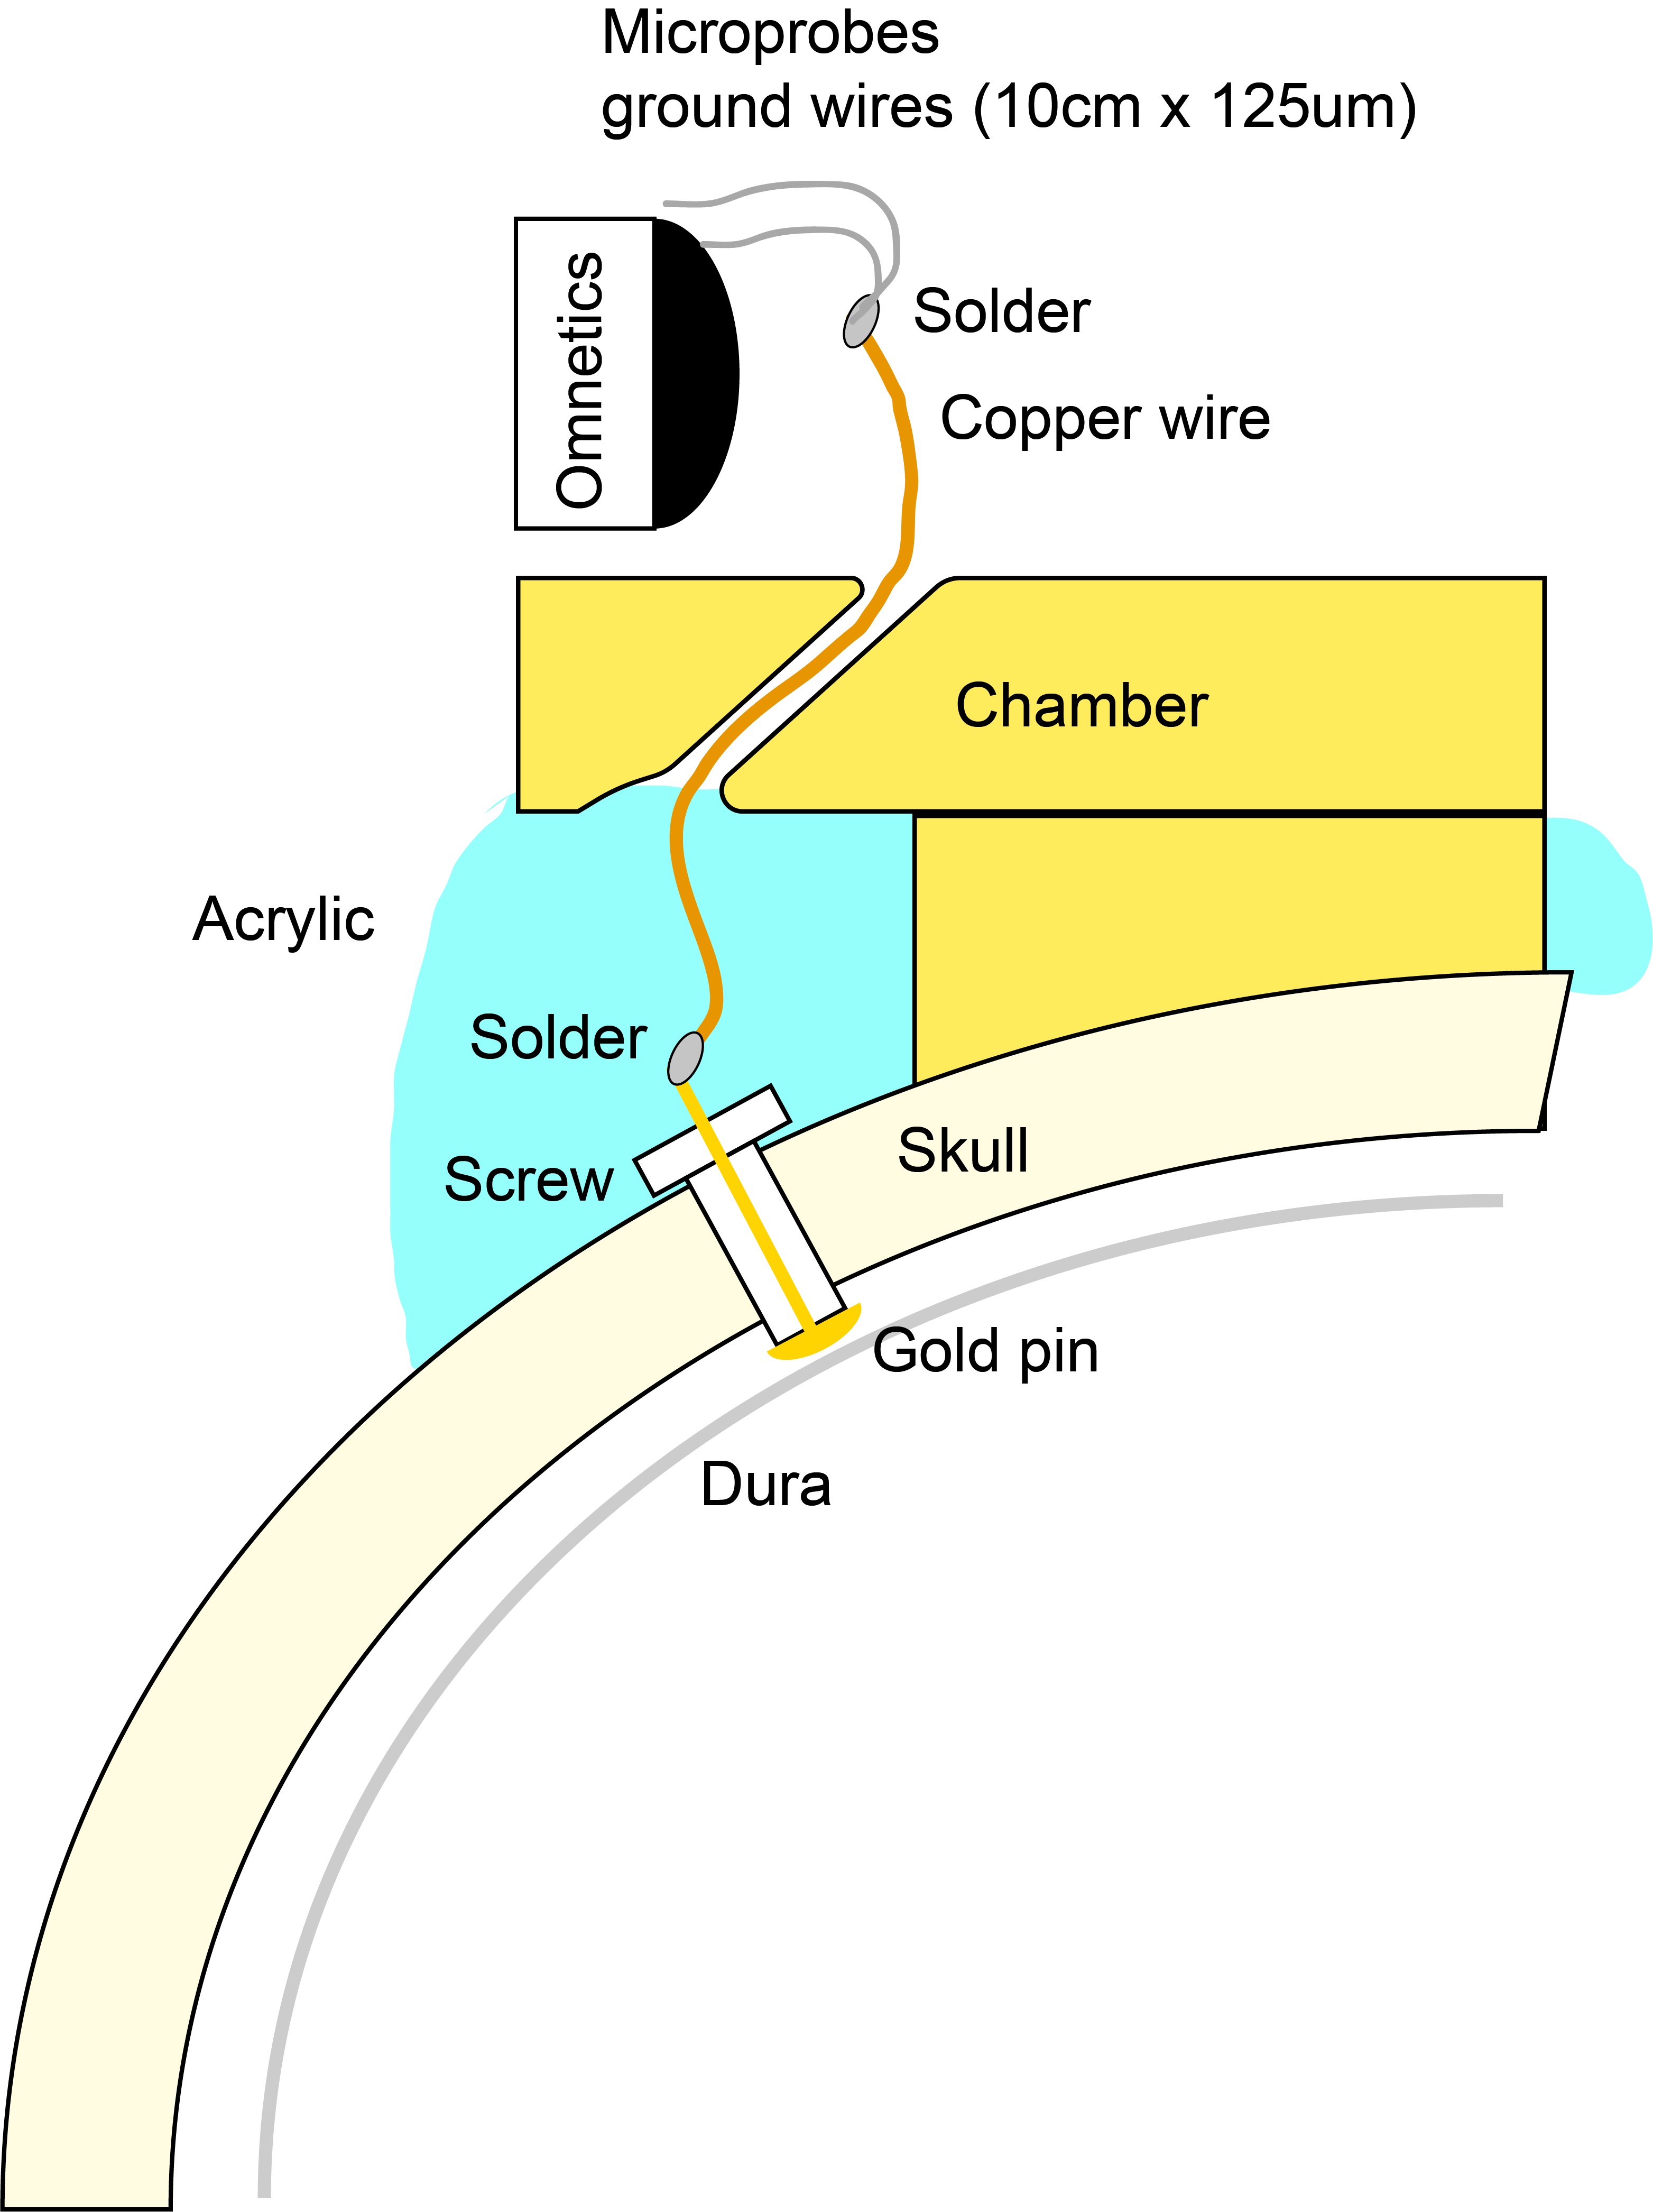 Microprobes
ground wires (10cm x 125um)
Omnetics
Solder
Copper wire
Chamber
Acrylic
Solder
Skull
Screw
Gold pin
Dura